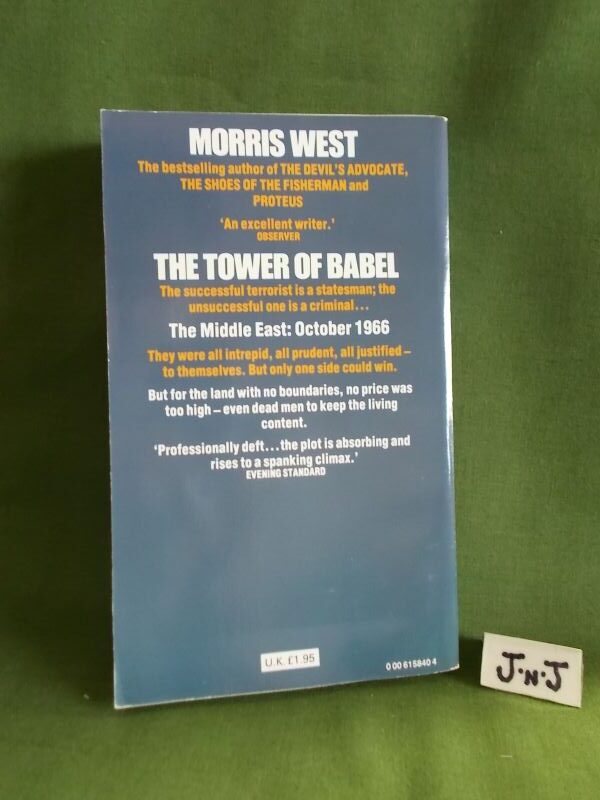 MORRIS WEST
The bestselling author of THE DEVIL'S ADVOCATE,
THE SHOES OF THE FISHERMAN and
PROTEUS
'An excellent writer.'
OBSERVER
THE TOWER OF BABEL
The successful terrorist is a statesman; the
unsuccessful one is a criminal...
The Middle East: October 1966
They were all intrepid, all prudent, all justified –
to themselves. But only one side could win.
But for the land with no boundaries, no price was
too high – even dead men to keep the living
content.
'Professionally deft...the plot is absorbing and
rises to a spanking climax.'
EVENING STANDARD
U.K. £1.95
0 00 615840 4
J·N·J